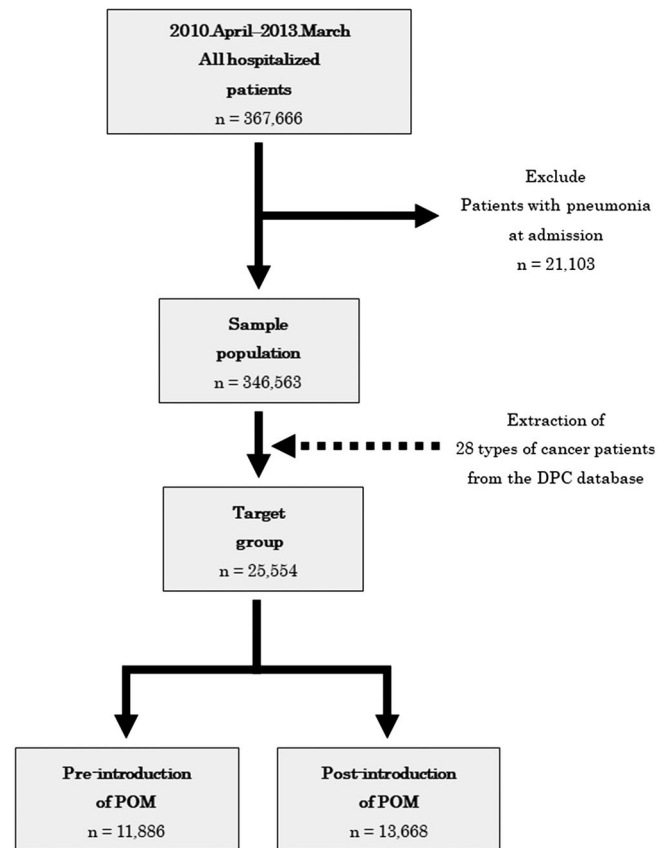 2010.April–2013.March
All hospitalized
patients
n = 367,666
Exclude
Patients with pneumonia
at admission
n = 21,103
Sample
population
n = 346,563
Extraction of
28 types of cancer patients
from the DPC database
Target
group
n = 25,554
Pre-introduction
of POM
n = 11,886
Post-introduction
of POM
n = 13,668